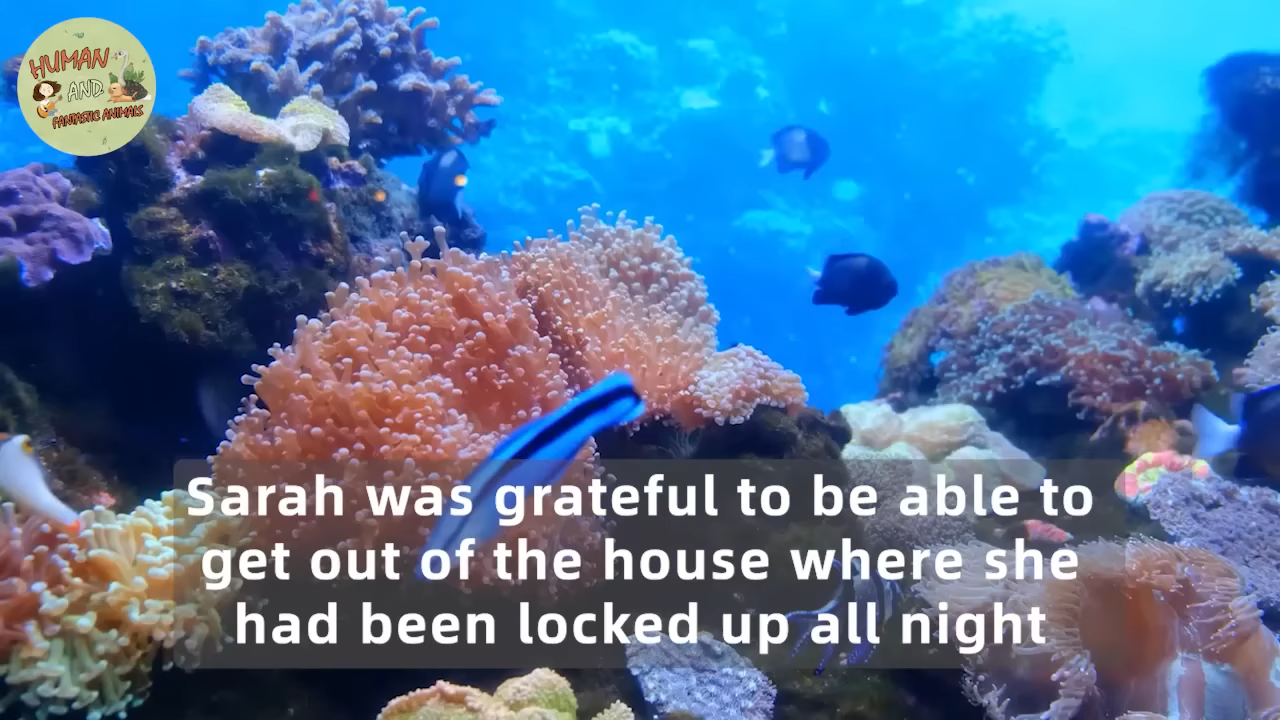 HUMAN
AND
FANTASTIC ANIMALS
Sarah was grateful to be able to
get out of the house where she
had been locked up all night